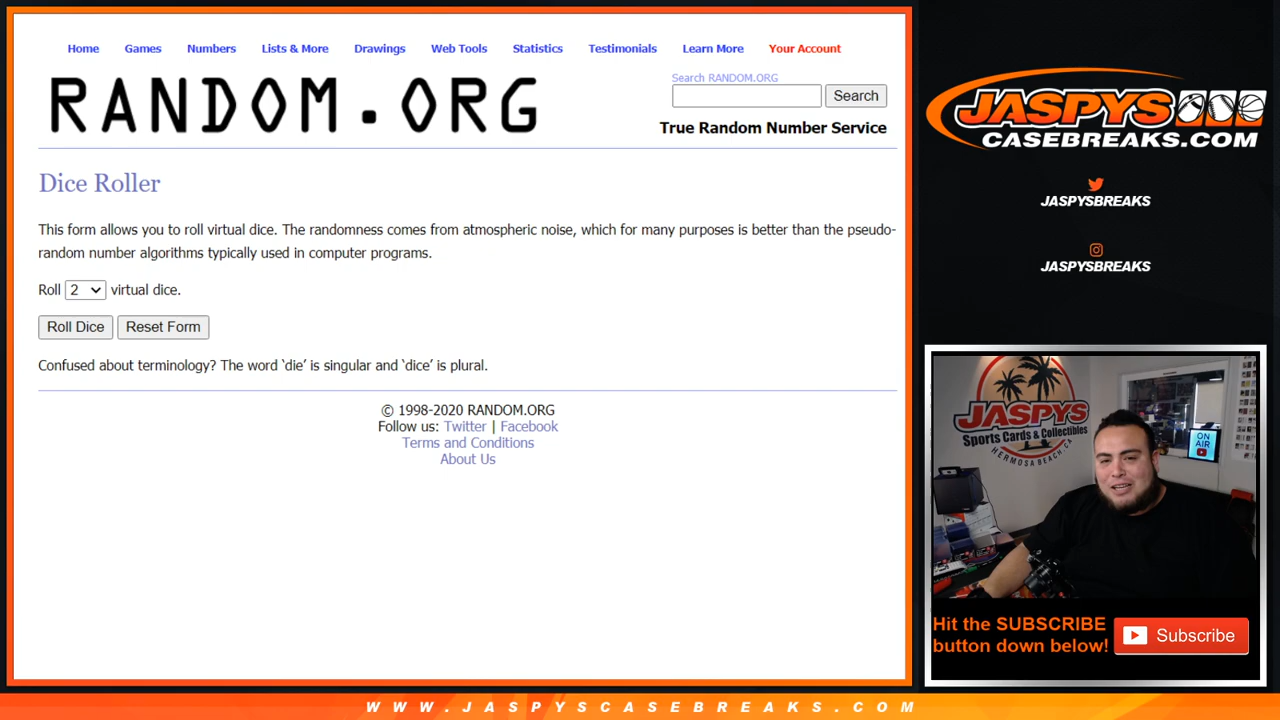 Home Games Numbers Lists & More Drawings Web Tools Statistics Testimonials Learn More Your Account
RANDOM.ORG
Search RANDOM.ORG
Search
True Random Number Service
Dice Roller
This form allows you to roll virtual dice. The randomness comes from atmospheric noise, which for many purposes is better than the pseudo-
random number algorithms typically used in computer programs.
Roll 2 virtual dice.
Roll Dice Reset Form
Confused about terminology? The word ‘die’ is singular and ‘dice’ is plural.
© 1998-2020 RANDOM.ORG
Follow us: Twitter | Facebook
Terms and Conditions
About Us
JASPYS
CASEBREAKS.COM
JASPYSBREAKS
JASPYSBREAKS
JASPYS
Sports Cards & Collectibles
HERMOSA BEACH, CA
ON
AIR
Hit the SUBSCRIBE
button down below!
Subscribe
WWW.JASPYSCASEBREAKS.COM